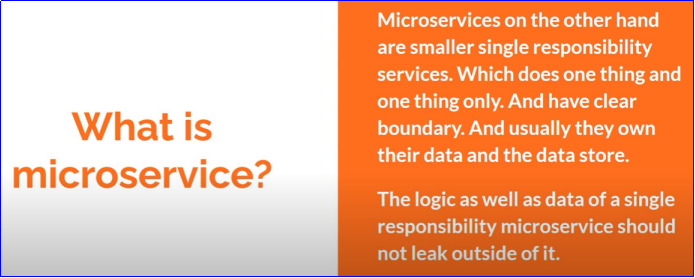 What is
microservice?
Microservices on the other hand
are smaller single responsibility
services. Which does one thing and
one thing only. And have clear
boundary. And usually they own
their data and the data store.
The logic as well as data of a single
responsibility microservice should
not leak outside of it.